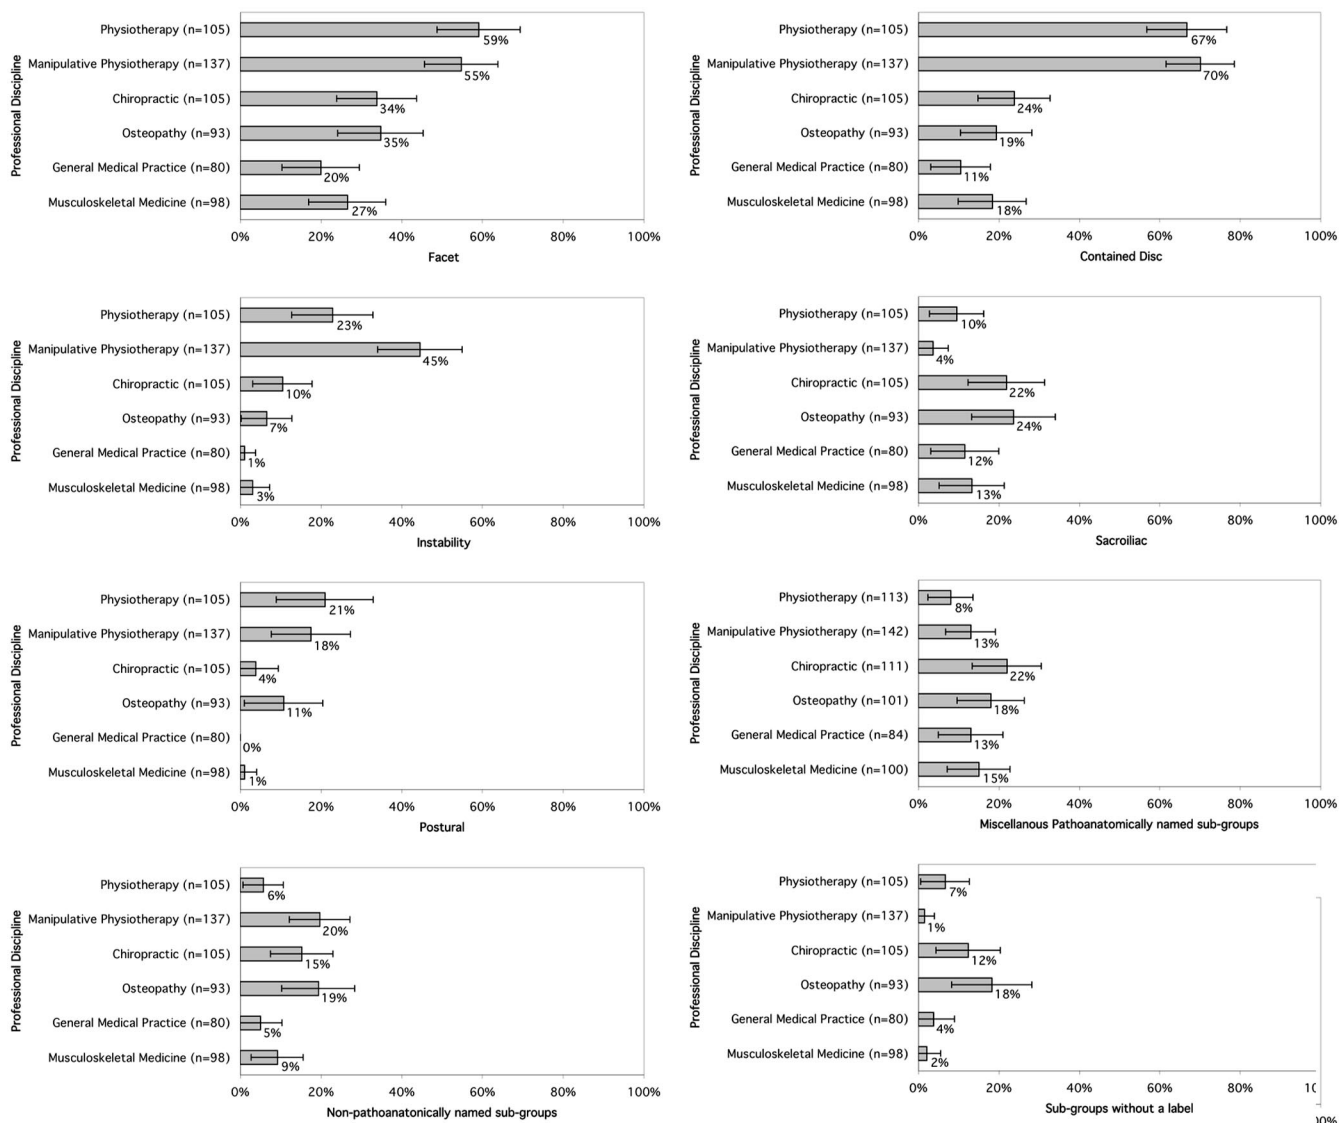 Professional Discipline
Physiotherapy (n=105)
59%
Manipulative Physiotherapy (n=137)
55%
Chiropractic (n=105)
34%
Osteopathy (n=93)
35%
General Medical Practice (n=80)
20%
Musculoskeletal Medicine (n=98)
27%
0% 20% 40% 60% 80% 100%
Facet
Professional Discipline
Physiotherapy (n=105)
67%
Manipulative Physiotherapy (n=137)
70%
Chiropractic (n=105)
24%
Osteopathy (n=93)
19%
General Medical Practice (n=80)
11%
Musculoskeletal Medicine (n=98)
18%
0% 20% 40% 60% 80% 100%
Contained Disc
Professional Discipline
Physiotherapy (n=105)
23%
Manipulative Physiotherapy (n=137)
45%
Chiropractic (n=105)
10%
Osteopathy (n=93)
7%
General Medical Practice (n=80)
1%
Musculoskeletal Medicine (n=98)
3%
0% 20% 40% 60% 80% 100%
Instability
Professional Discipline
Physiotherapy (n=105)
10%
Manipulative Physiotherapy (n=137)
4%
Chiropractic (n=105)
22%
Osteopathy (n=93)
24%
General Medical Practice (n=80)
12%
Musculoskeletal Medicine (n=98)
13%
0% 20% 40% 60% 80% 100%
Sacroiliac
Professional Discipline
Physiotherapy (n=105)
21%
Manipulative Physiotherapy (n=137)
18%
Chiropractic (n=105)
4%
Osteopathy (n=93)
11%
General Medical Practice (n=80)
0%
Musculoskeletal Medicine (n=98)
1%
0% 20% 40% 60% 80% 100%
Postural
Professional Discipline
Physiotherapy (n=113)
8%
Manipulative Physiotherapy (n=142)
13%
Chiropractic (n=111)
22%
Osteopathy (n=101)
18%
General Medical Practice (n=84)
13%
Musculoskeletal Medicine (n=100)
15%
0% 20% 40% 60% 80% 100%
Miscellanous Pathoanatomically named sub-groups
Professional Discipline
Physiotherapy (n=105)
6%
Manipulative Physiotherapy (n=137)
20%
Chiropractic (n=105)
15%
Osteopathy (n=93)
19%
General Medical Practice (n=80)
5%
Musculoskeletal Medicine (n=98)
9%
0% 20% 40% 60% 80% 100%
Non-pathoanatonically named sub-groups
Professional Discipline
Physiotherapy (n=105)
7%
Manipulative Physiotherapy (n=137)
1%
Chiropractic (n=105)
12%
Osteopathy (n=93)
18%
General Medical Practice (n=80)
4%
Musculoskeletal Medicine (n=98)
2%
0% 20% 40% 60% 80%
Sub-groups without a label